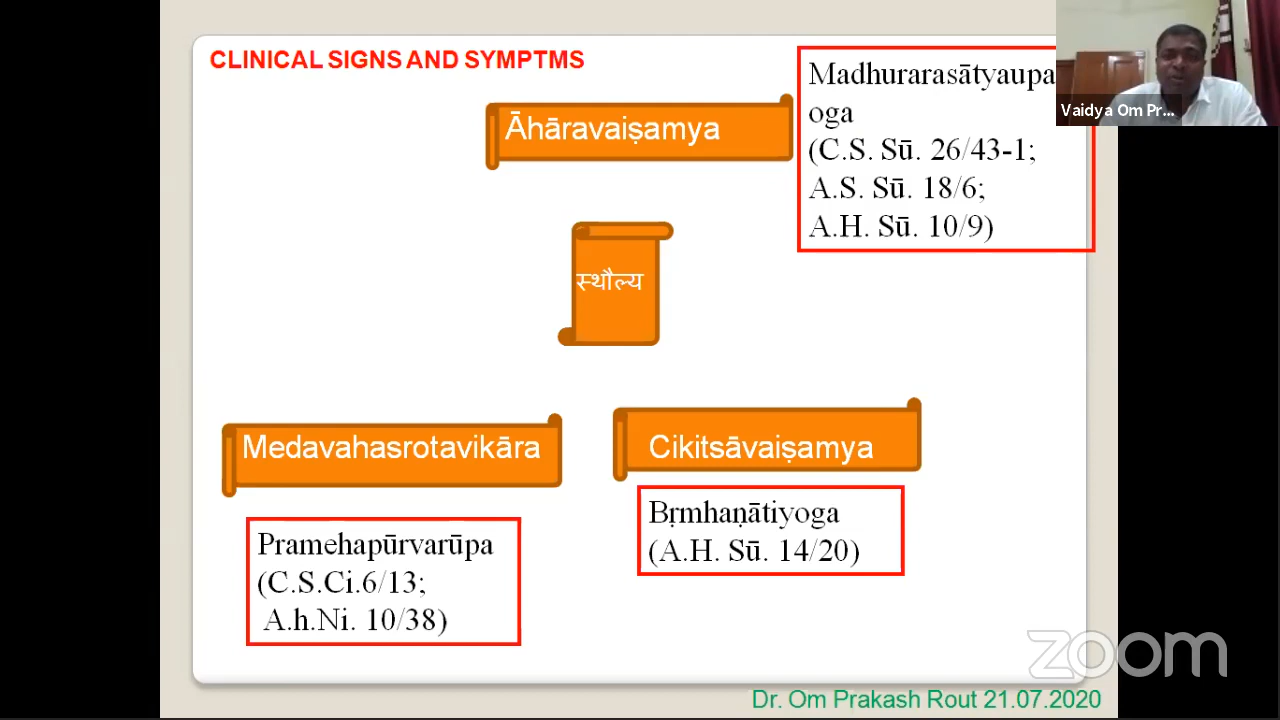 CLINICAL SIGNS AND SYMPTMS
Āhāravaiṣamya
Madhurarasātyaupa
oga
(C.S. Sū. 26/43-1;
A.S. Sū. 18/6;
A.H. Sū. 10/9)
Vaidya Om Pr...
स्थौल्य
Medavahasrotavikāra
Cikitsāvaiṣamya
Pramehapūrvarūpa
(C.S.Ci.6/13;
A.h.Ni. 10/38)
Bṛmhaṇātiyoga
(A.H. Sū. 14/20)
zoom
Dr. Om Prakash Rout 21.07.2020